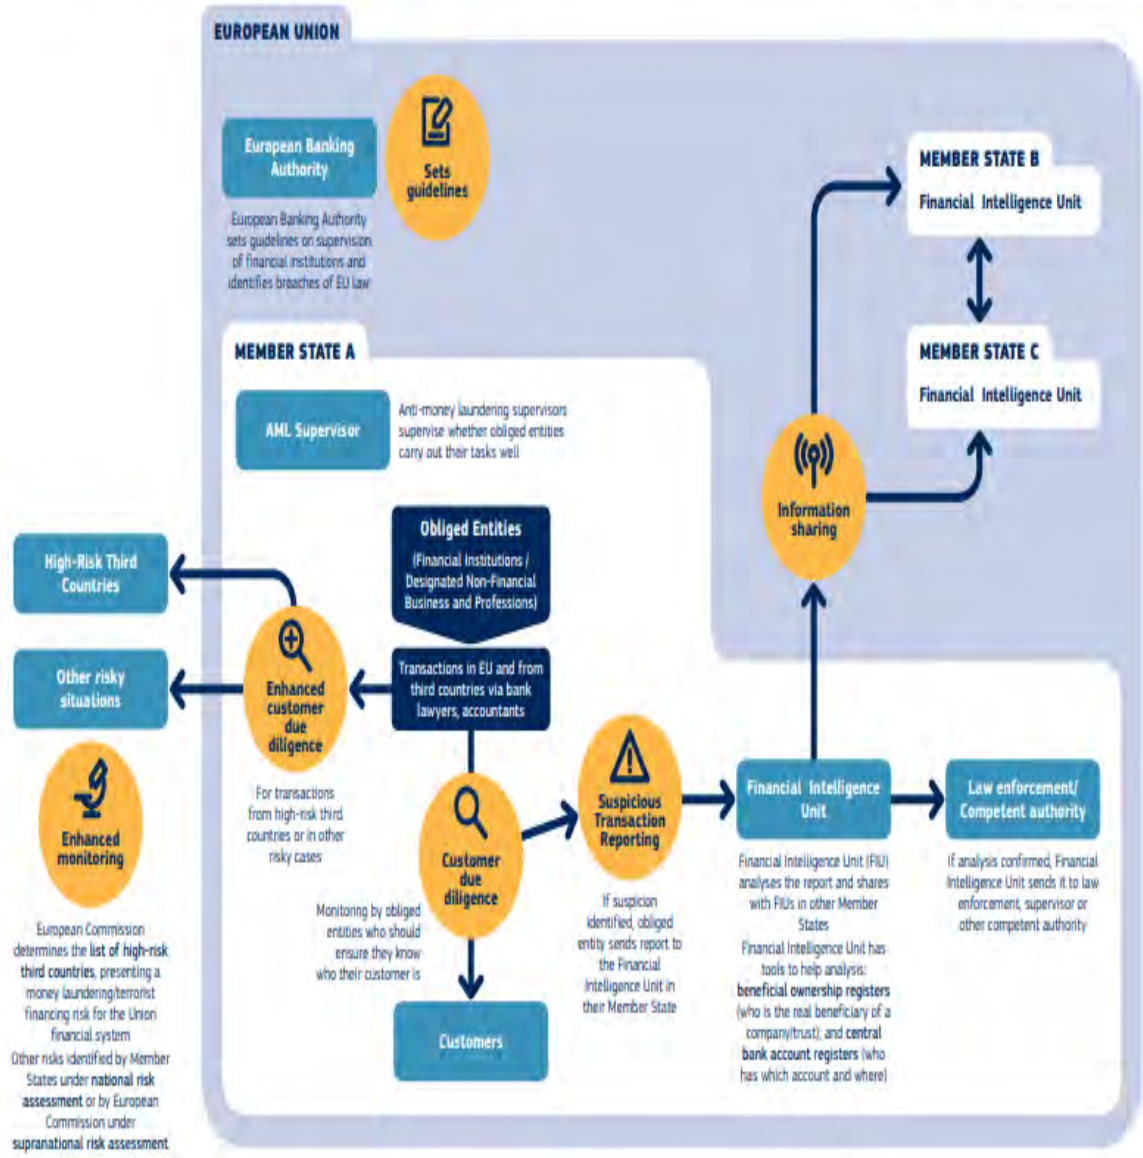 EUROPEAN UNION
European Banking
Authority
Sets
guidelines
European Banking Authority
sets guidelines on supervision
of financial institutions and
identifies breaches of EU law
MEMBER STATE B
Financial Intelligence Unit
MEMBER STATE C
Financial Intelligence Unit
Information
sharing
MEMBER STATE A
AML Supervisor
Anti-money laundering supervisors
supervise whether obliged entities
carry out their tasks well
Obliged Entities
(Financial Institutions /
Designated Non-Financial
Business and Professions)
Transactions in EU and from
third countries via bank
lawyers, accountants
High-Risk Third
Countries
Other risky
situations
Enhanced
customer
due
diligence
For transactions
from high-risk third
countries or in other
risky cases
Enhanced
monitoring
European Commission
determines the list of high-risk
third countries, presenting a
money laundering/terrorist
financing risk for the Union
financial system
Other risks identified by Member
States under national risk
assessment or by European
Commission under
supranational risk assessment
Customer
due
diligence
Monitoring by obliged
entities who should
ensure they know
who their customer is
Customers
Suspicious
Transaction
Reporting
If suspicion
identified, obliged
entity sends report to
the Financial
Intelligence Unit in
their Member State
Financial Intelligence
Unit
Financial Intelligence Unit (FIU)
analyses the report and shares
with FIUs in other Member
States
Financial Intelligence Unit has
tools to help analysis:
beneficial ownership registers
(who is the real beneficiary of a
company/trust); and central
bank account registers (who
has which account and where)
Law enforcement/
Competent authority
If analysis confirmed, Financial
Intelligence Unit sends it to law
enforcement, supervisor or
other competent authority